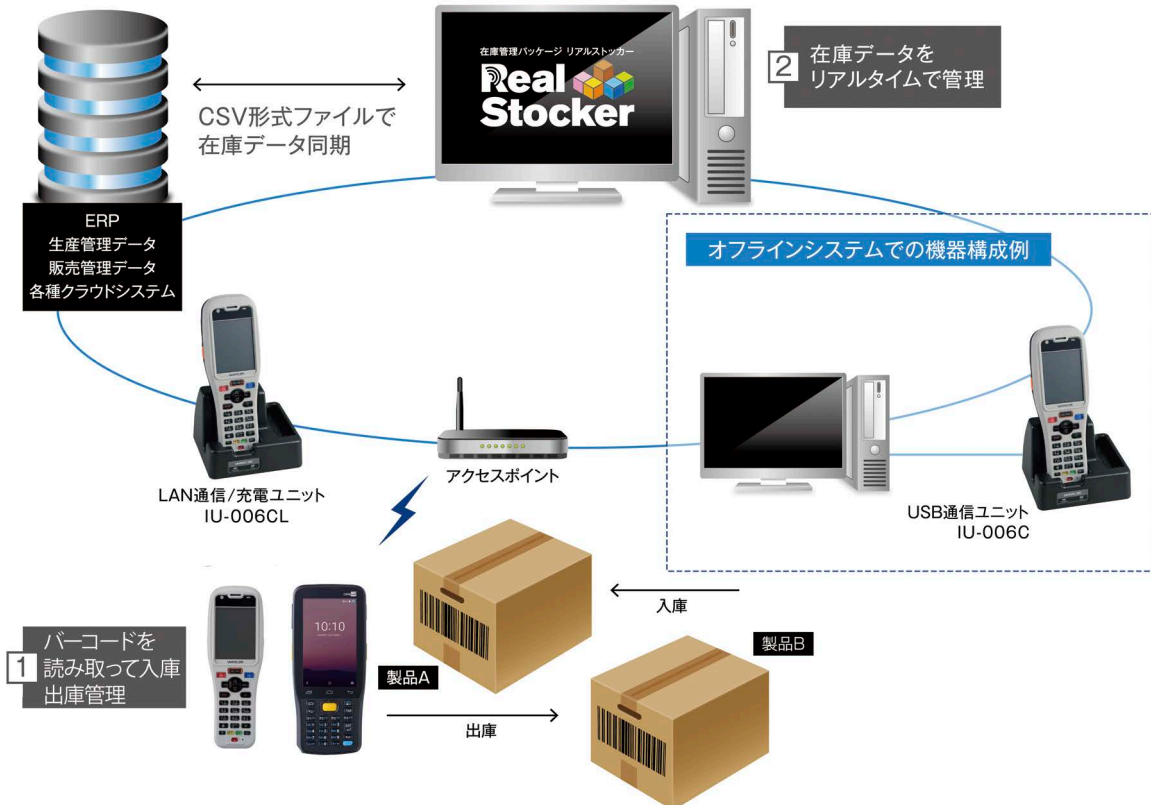 在庫管理パッケージ リアルストッカー
Real
Stocker
2
在庫データを
リアルタイムで管理
CSV形式ファイルで
在庫データ同期
ERP
生産管理データ
販売管理データ
各種クラウドシステム
オフラインシステムでの機器構成例
アクセスポイント
LAN通信/充電ユニット
IU-006CL
USB通信ユニット
IU-006C
入庫
製品B
10:10
1
バーコードを
読み取って入庫
出庫管理
製品A
出庫